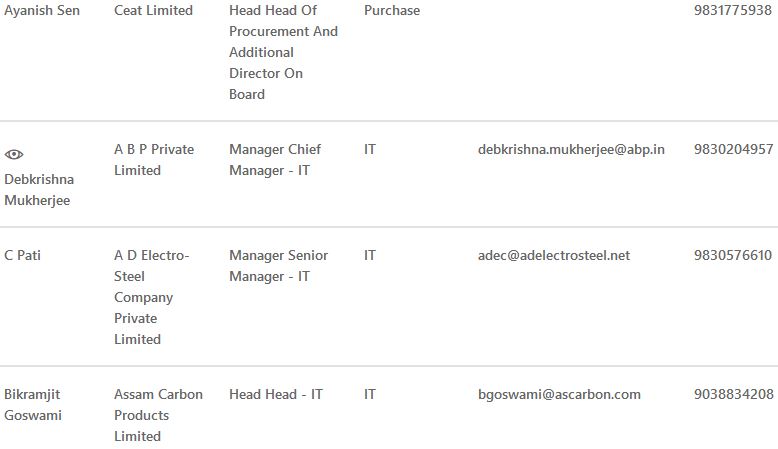 Ayanish Sen Ceat Limited Head Head Of Purchase 9831775938
Procurement And
Additional
Director On
Board
A B P Private Manager Chief IT debkrishna.mukherjee@abp.in 9830204957
Limited Manager - IT
Debkrishna
Mukherjee
C Pati A D Electro- Manager Senior IT adec@adelectrosteel.net 9830576610
Steel Manager - IT
Company
Private
Limited
Bikramjit Assam Carbon Head Head - IT IT bgoswami@ascarbon.com 9038834208
Goswami Products
Limited